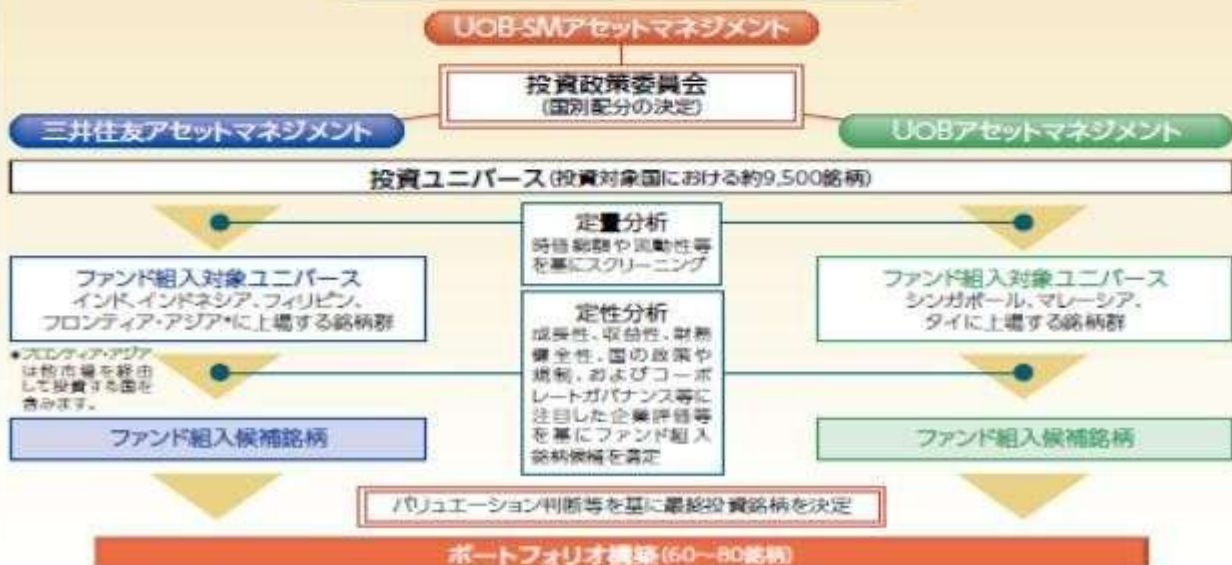 UOB-SMアセットマネジメント
投資政策委員会
(国別配分の決定)
三井住友アセットマネジメント
UOBアセットマネジメント
投資ユニバース(投資対象国における約9,500銘柄)
定量分析
時価総額や流動性等
を基にスクリーニング
ファンド組入対象ユニバース
インド、インドネシア、フィリピン、
フロンティア・アジア*に上場する銘柄群
ファンド組入対象ユニバース
シンガポール、マレーシア、
タイに上場する銘柄群
定性分析
成長性、収益性、財務
健全性、国の政策や
規制、およびコーポ
レートガバナンス等に
注目した企業評価等
を基にファンド組入
銘柄候補を選定
*フロンティア・アジア
は他市場を経由
して投資する国を
含みます。
ファンド組入候補銘柄
ファンド組入候補銘柄
バリュエーション判断等を基に最終投資銘柄を決定
ポートフォリオ構築(60～80銘柄)